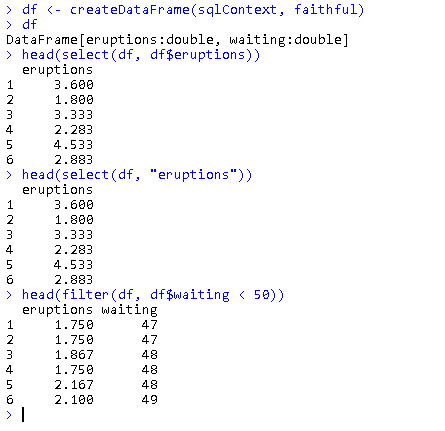 > df <- createDataFrame(sqlContext, faithful)
> df
DataFrame[eruptions:double, waiting:double]
> head(select(df, df$eruptions))
  eruptions
1     3.600
2     1.800
3     3.333
4     2.283
5     4.533
6     2.883
> head(select(df, "eruptions"))
  eruptions
1     3.600
2     1.800
3     3.333
4     2.283
5     4.533
6     2.883
> head(filter(df, df$waiting < 50))
  eruptions waiting
1     1.750      47
2     1.750      47
3     1.867      48
4     1.750      48
5     2.167      48
6     2.100      49
>